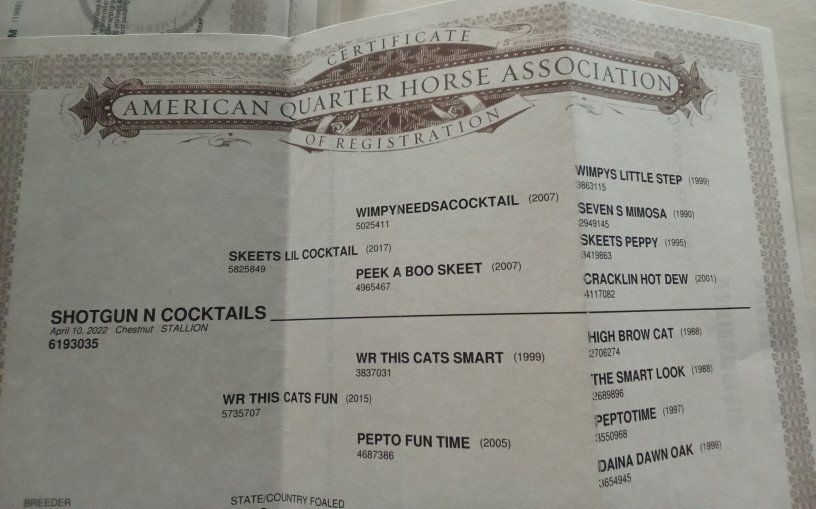 CERTIFICATE
AMERICAN QUARTER HORSE ASSOCIATION
OF REGISTRATION
WIMPYS LITTLE STEP (1999)
3863115
WIMPYNEEDSACOCKTAIL (2007)
5025411
SEVEN S MIMOSA (1990)
2949145
SKEETS LIL COCKTAIL (2017)
5825849
SKEETS PEPPY (1995)
3419863
PEEK A BOO SKEET (2007)
4965467
CRACKLIN HOT DEW (2001)
4117082
SHOTGUN N COCKTAILS
April 10, 2022 Chestnut STALLION
6193035
HIGH BROW CAT (1988)
2706274
WR THIS CATS SMART (1999)
3837031
THE SMART LOOK (1988)
2689896
WR THIS CATS FUN (2015)
5735707
PEPTOTIME (1997)
3550968
PEPTO FUN TIME (2005)
4687386
DAINA DAWN OAK (1996)
3654945
BREEDER
STATE/COUNTRY FOALED